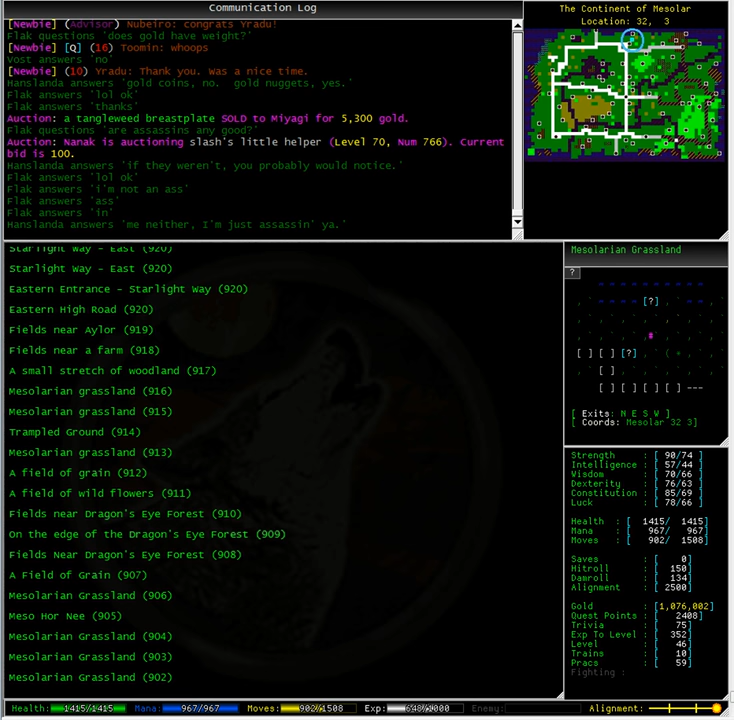 Communication Log
[Newbie] (Advisor) Nubeiro: congrats Yradu!
Flak questions 'does gold have weight?'
[Newbie] [Q] (16) Toomin: whoops
Vost answers 'no'
[Newbie] (10) Yradu: Thank you. Was a nice time.
Hanslanda answers 'gold coins, no.  gold nuggets, yes.'
Flak answers 'lol ok'
Flak answers 'thanks'
Auction: a tangleweed breastplate SOLD to Miyagi for 5,300 gold.
Flak questions 'are assassins any good?'
Auction: Nanak is auctioning slash's little helper (Level 70, Num 766). Current
bid is 100.
Hanslanda answers 'if they weren't, you probably would notice.'
Flak answers 'lol ok'
Flak answers 'i'm not an ass'
Flak answers 'ass'
Flak answers 'in'
Hanslanda answers 'me neither, I'm just assassin' ya.'
The Continent of Mesolar
Location: 32, 3
Starlight Way - East (920)
Starlight Way - East (920)
Eastern Entrance - Starlight Way (920)
Eastern High Road (920)
Fields near Aylor (919)
Fields near a farm (918)
A small stretch of woodland (917)
Mesolarian grassland (916)
Mesolarian grassland (915)
Trampled Ground (914)
Mesolarian grassland (913)
A field of grain (912)
A field of wild flowers (911)
Fields near Dragon's Eye Forest (910)
On the edge of the Dragon's Eye Forest (909)
Fields Near Dragon's Eye Forest (908)
A Field of Grain (907)
Mesolarian Grassland (906)
Meso Hor Nee (905)
Mesolarian Grassland (904)
Mesolarian Grassland (903)
Mesolarian Grassland (902)
Mesolarian Grassland
?
[?]
[ ] [ ] [?]
[ ]
[ ] [ ] [ ] [ ] ---
[ Exits: N E S W ]
[ Coords: Mesolar 32 3]
Strength : [ 90/74 ]
Intelligence : [ 57/44 ]
Wisdom : [ 70/66 ]
Dexterity : [ 76/63 ]
Constitution : [ 85/69 ]
Luck : [ 78/66 ]
Health : [ 1415/ 1415]
Mana : [ 967/ 967]
Moves : [ 902/ 1508]
Saves : [ 0]
Hitroll : [ 150]
Damroll : [ 134]
Alignment : [ 2500]
Gold : [1,076,002]
Quest Points : [ 2408]
Trivia : [ 75]
Exp To Level : [ 352]
Level : [ 46]
Trains : [ 10]
Pracs : [ 59]
Fighting :
Health: 1415/1415 Mana: 967/967 Moves: 902/1508 Exp: 648/1000 Enemy: Alignment: